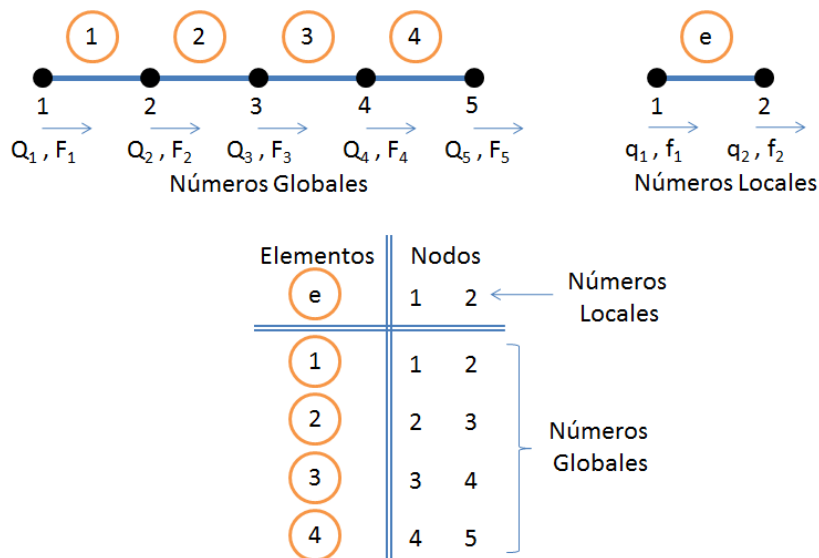 1 2 3 4
1 2 3 4 5
Q₁ , F₁ Q₂ , F₂ Q₃ , F₃ Q₄ , F₄ Q₅ , F₅
Números Globales
e
1 2
q₁ , f₁ q₂ , f₂
Números Locales
Elementos Nodos
e 1 2
Números
Locales
1 1 2
2 2 3
3 3 4
4 4 5
Números
Globales